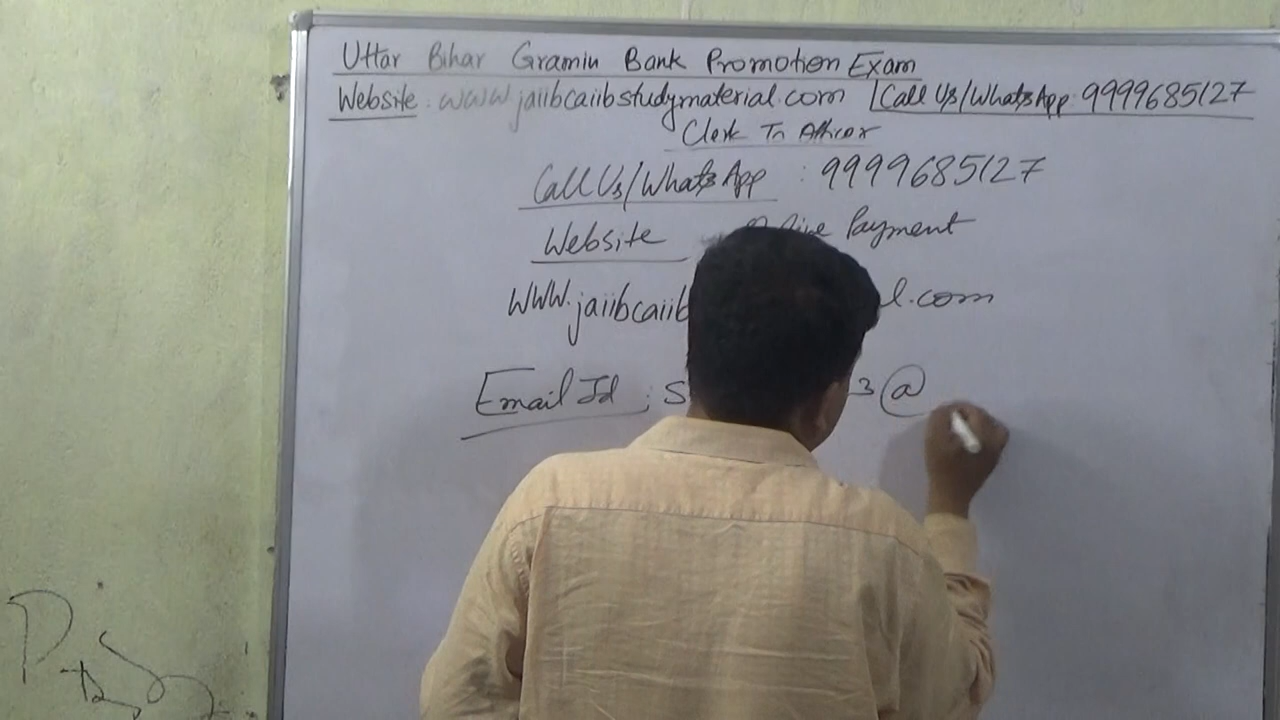 Uttar Bihar Gramin Bank Promotion Exam
Website: www.jaiibcaiibstudymaterial.com Call Us/WhatsApp: 9999685127
Clerk To Officer
Call Us/WhatsApp : 9999685127
Website Payment
www.jaiibcaiib l.com
Email Id : S 3@